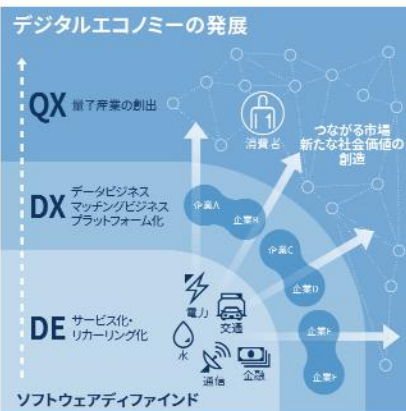 デジタルエコノミーの発展
QX 量子産業の創出
消費者
つながる市場
新たな社会価値の
創造
DX データビジネス
マッチングビジネス
プラットフォーム化
企業A
企業B
企業C
企業D
企業E
企業F
DE サービス化・
リカーリング化
電力
交通
水
通信
金融
ソフトウェアディファインド